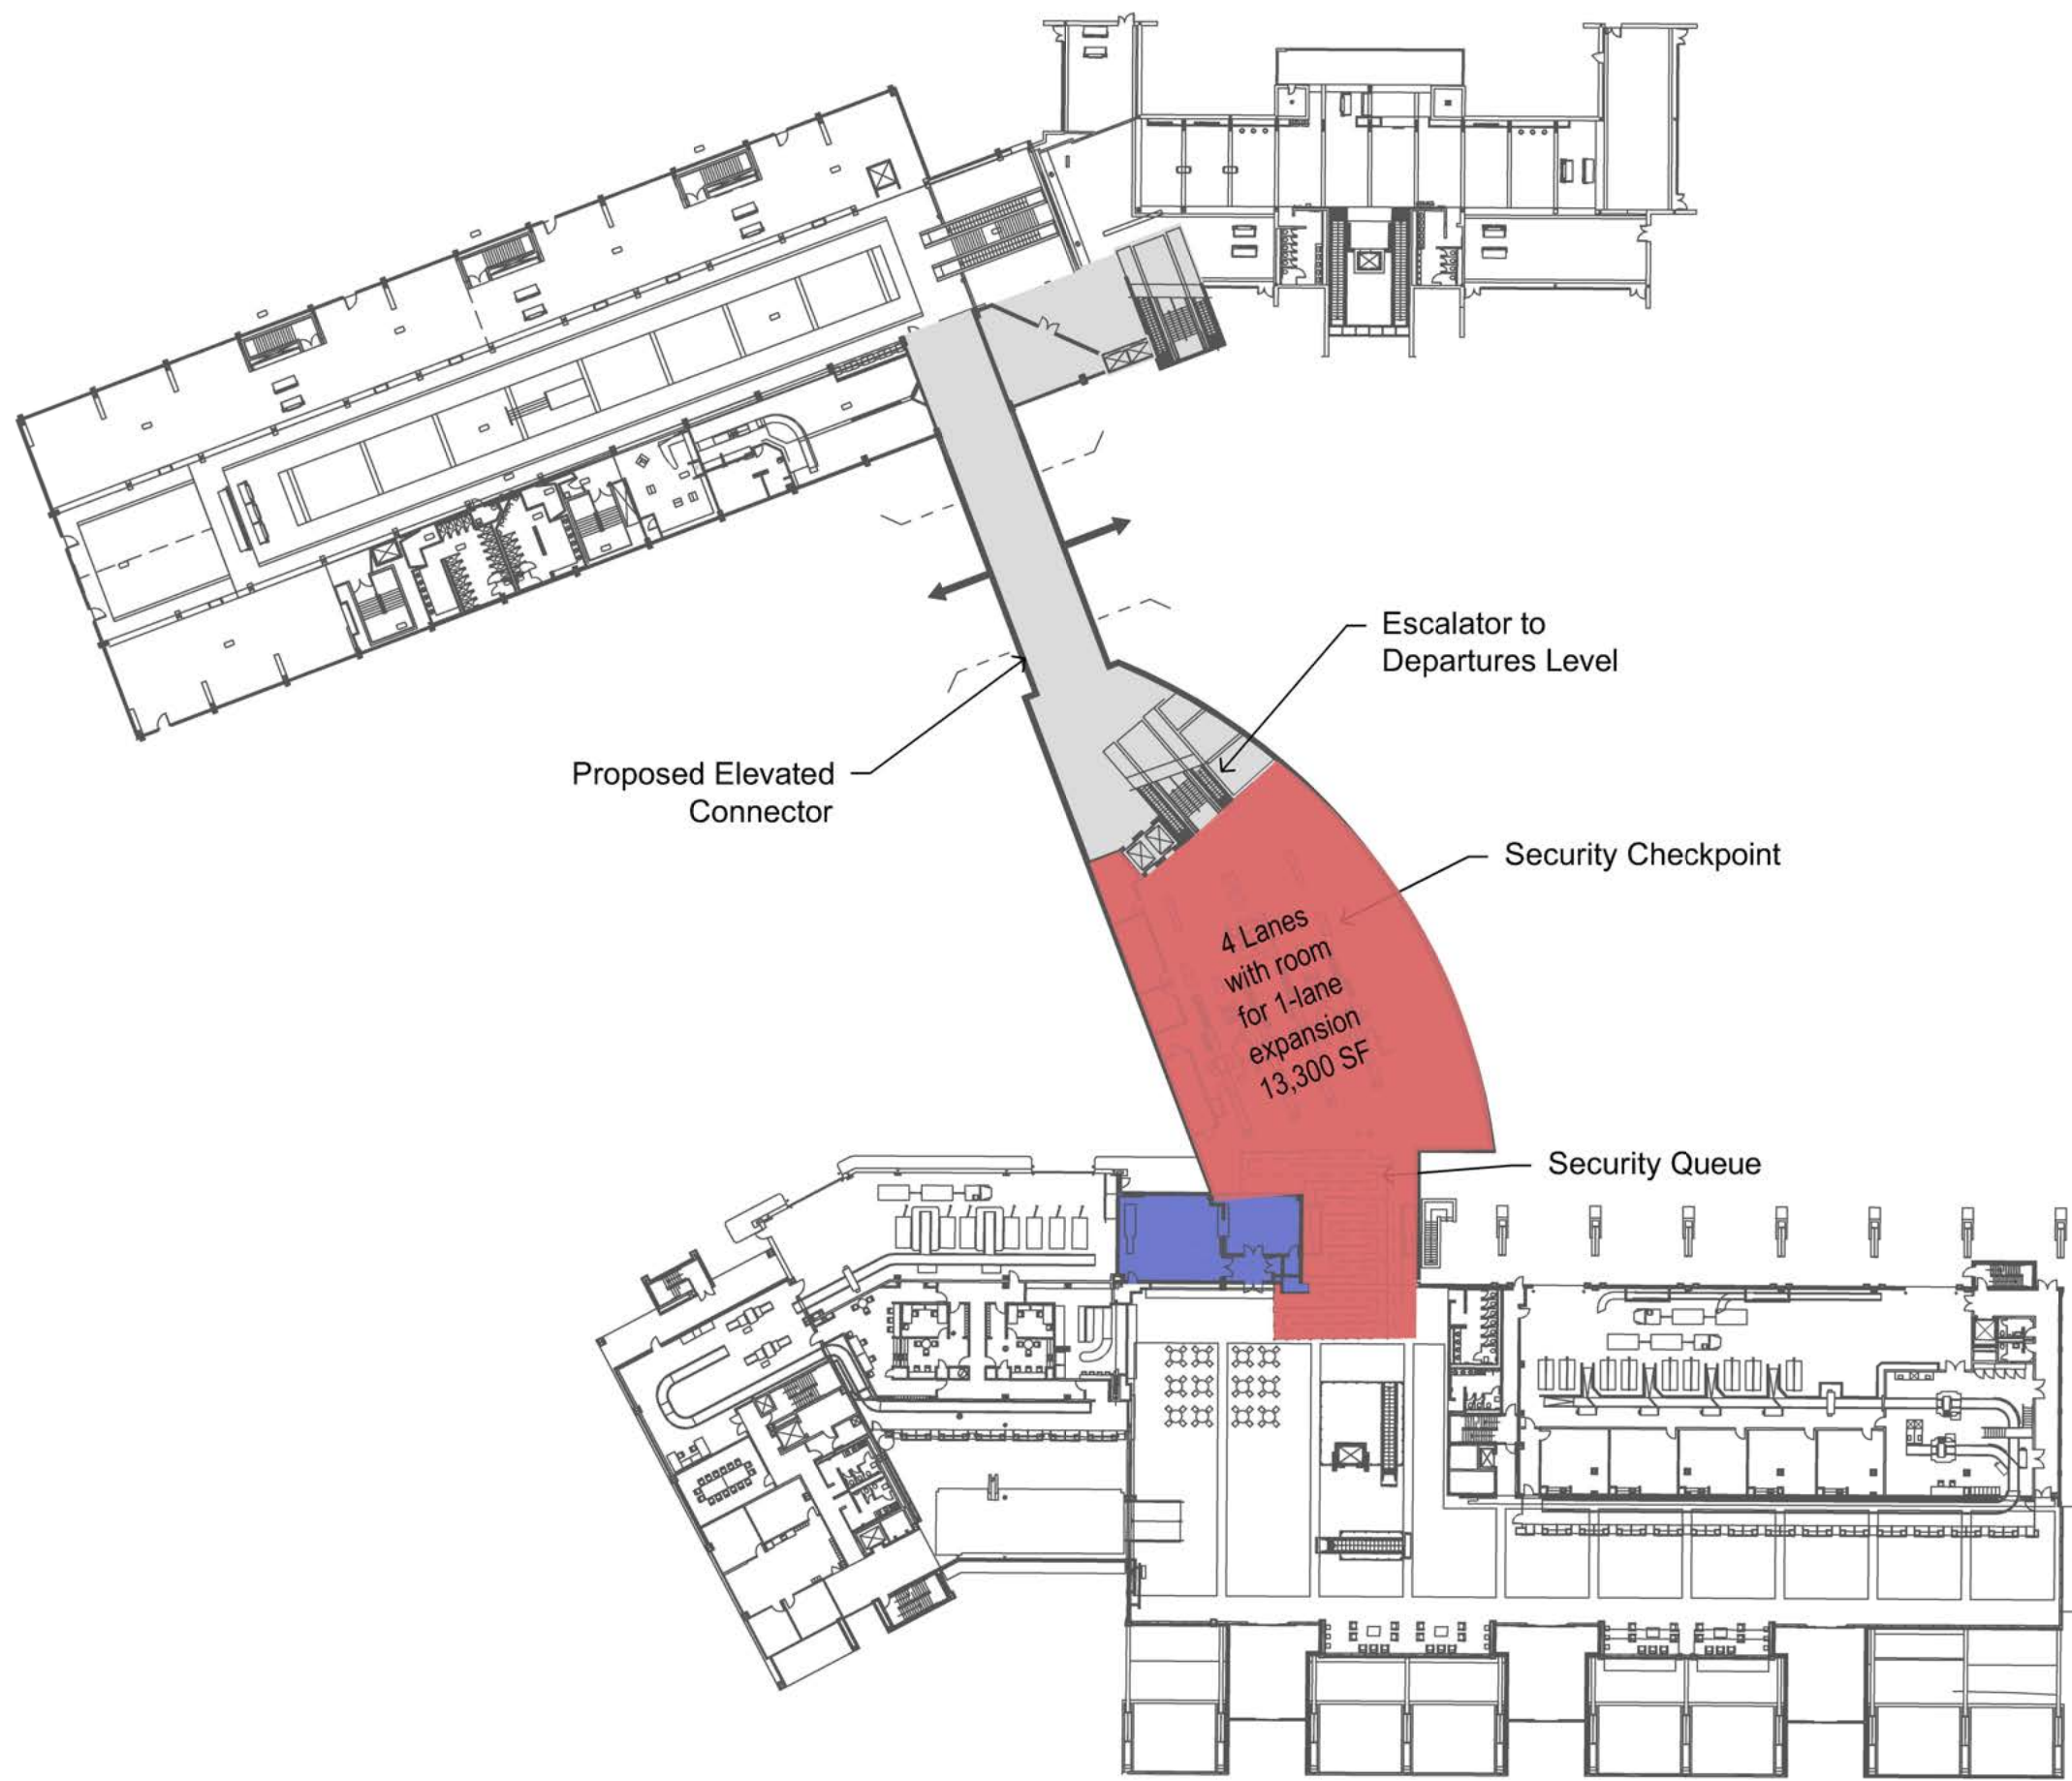 Escalator to
Departures Level
Proposed Elevated
Connector
Security Checkpoint
4 Lanes
with room
for 1-lane
expansion
13,300 SF
Security Queue